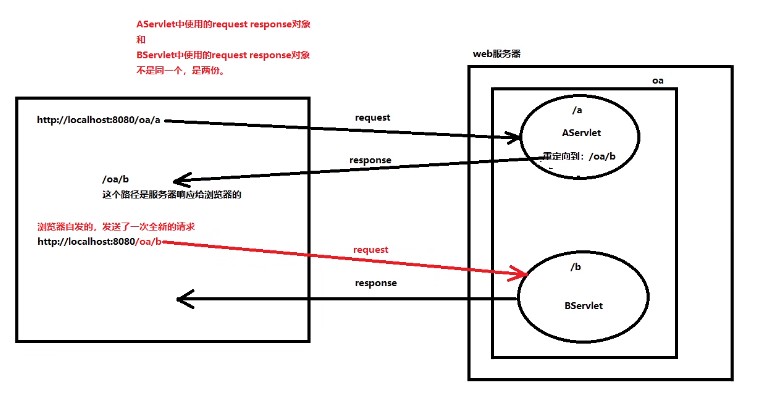 AServlet中使用的request response对象
和
BServlet中使用的request response对象
不是同一个，是两份。
web服务器
oa
http://localhost:8080/oa/a
request
/a
AServlet
response
重定向到：/oa/b
/oa/b
这个路径是服务器响应给浏览器的
浏览器自发的，发送了一次全新的请求
http://localhost:8080/oa/b
request
/b
response
BServlet